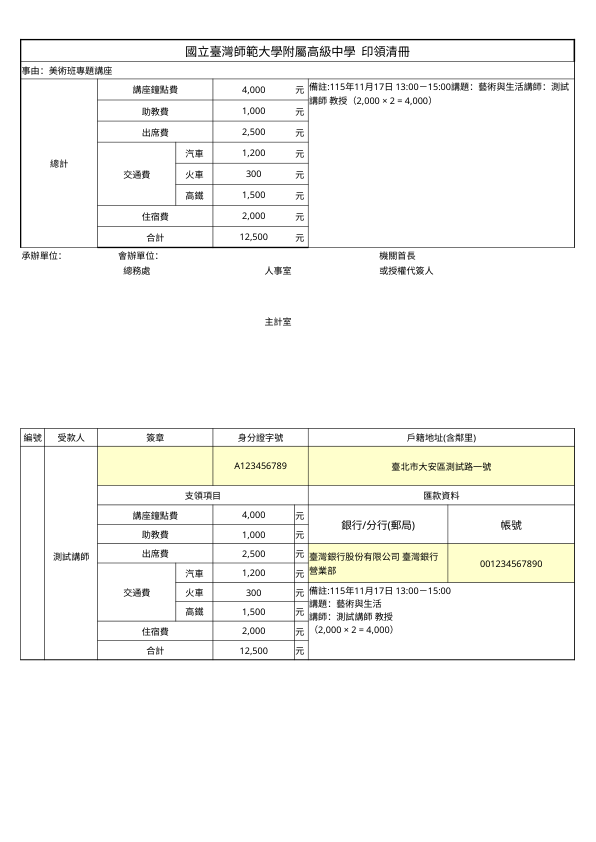 國立臺灣師範大學附屬高級中學 印領清冊
事由：美術班專題講座
總計
講座鐘點費 4,000 元
助教費 1,000 元
出席費 2,500 元
交通費
汽車 1,200 元
火車 300 元
高鐵 1,500 元
住宿費 2,000 元
合計 12,500 元
備註:115年11月17日 13:00－15:00講題：藝術與生活講師：測試
講師 教授（2,000 × 2 = 4,000）
承辦單位： 會辦單位： 機關首長
總務處 人事室 或授權代簽人
主計室
編號 受款人 簽章 身分證字號 戶籍地址(含鄰里)
測試講師
A123456789 臺北市大安區測試路一號
支領項目 匯款資料
講座鐘點費 4,000 元
助教費 1,000 元
出席費 2,500 元
交通費
汽車 1,200 元
火車 300 元
高鐵 1,500 元
住宿費 2,000 元
合計 12,500 元
銀行/分行(郵局) 帳號
臺灣銀行股份有限公司 臺灣銀行
營業部
001234567890
備註:115年11月17日 13:00－15:00
講題：藝術與生活
講師：測試講師 教授
（2,000 × 2 = 4,000）